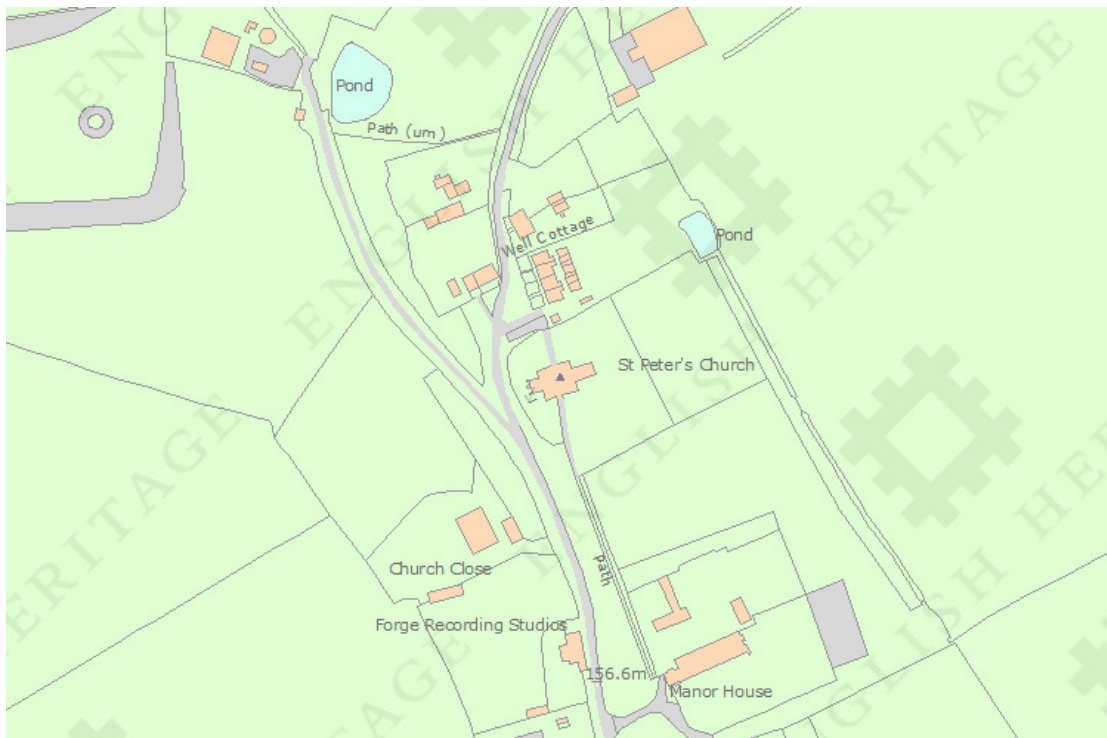 Pond
Path (um)
Well Cottage
Pond
St Peter's Church
Path
Church Close
Forge Recording Studios
156.6m
Manor House
ENGLISH HERITAGE
ENGLISH HERITAGE
ENGLISH HERITAGE